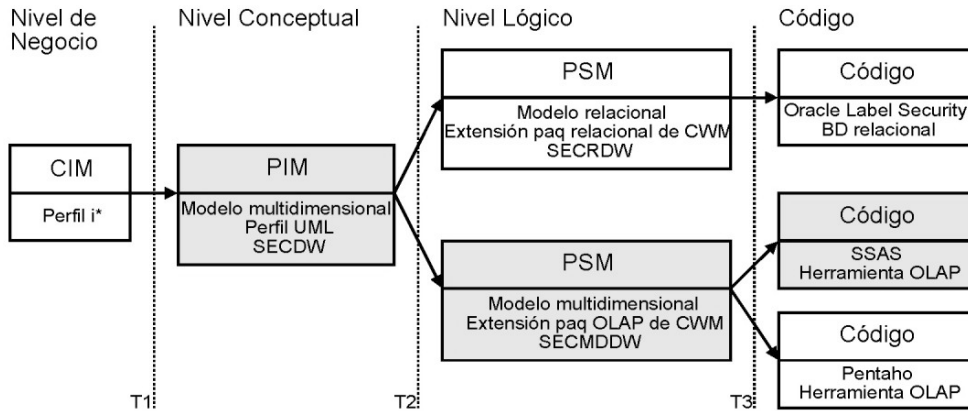 Nivel de
Negocio
Nivel Conceptual
Nivel Lógico
Código
CIM
Perfil i*
PIM
Modelo multidimensional
Perfil UML
SECDW
PSM
Modelo relacional
Extensión paq relacional de CWM
SECRDW
PSM
Modelo multidimensional
Extensión paq OLAP de CWM
SECMDDW
Código
Oracle Label Security
BD relacional
Código
SSAS
Herramienta OLAP
Código
Pentaho
Herramienta OLAP
T1
T2
T3